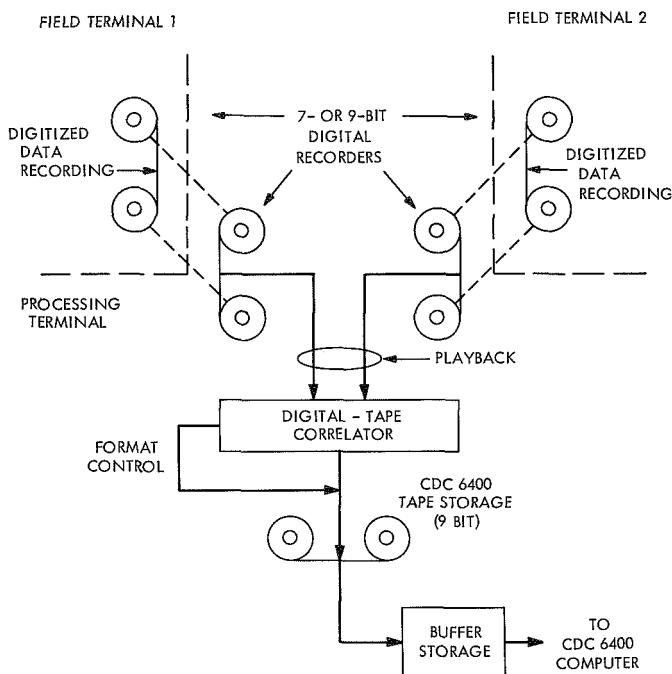 FIELD TERMINAL 1
FIELD TERMINAL 2
7- OR 9-BIT
DIGITAL
RECORDERS
DIGITIZED
DATA
RECORDING
DIGITIZED
DATA
RECORDING
PROCESSING
TERMINAL
PLAYBACK
DIGITAL - TAPE
CORRELATOR
FORMAT
CONTROL
CDC 6400
TAPE STORAGE
(9 BIT)
BUFFER
STORAGE
TO
CDC 6400
COMPUTER